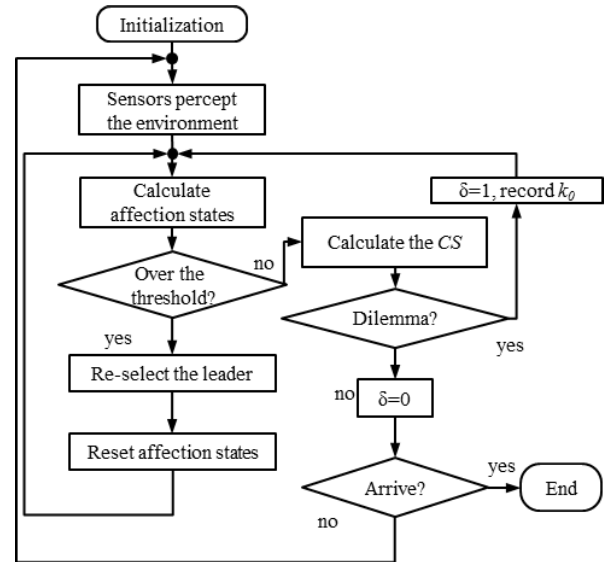 Initialization
Sensors percept
the environment
Calculate
affection states
δ=1, record k₀
no
Calculate the CS
Over the
threshold?
Dilemma?
yes
yes
Re-select the leader
no
δ=0
Reset affection states
yes
Arrive?
End
no